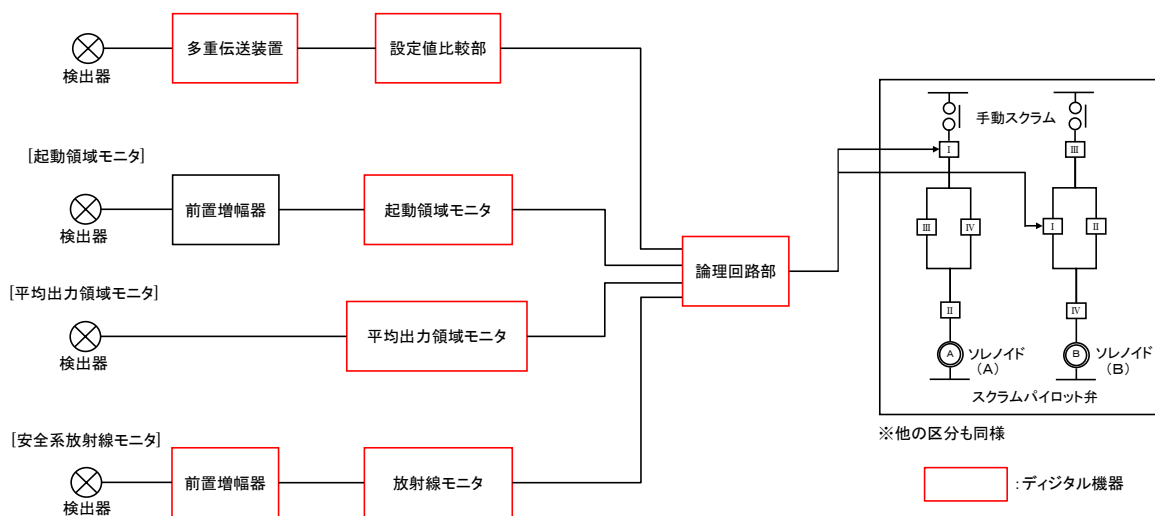 多重伝送装置
設定値比較部
検出器
手動スクラム
[起動領域モニタ]
I
III
前置増幅器
起動領域モニタ
検出器
III
IV
I
II
論理回路部
[平均出力領域モニタ]
平均出力領域モニタ
検出器
II
IV
A
ソレノイド
(A)
B
ソレノイド
(B)
スクラムパイロット弁
※他の区分も同様
[安全系放射線モニタ]
前置増幅器
放射線モニタ
検出器
:ディジタル機器